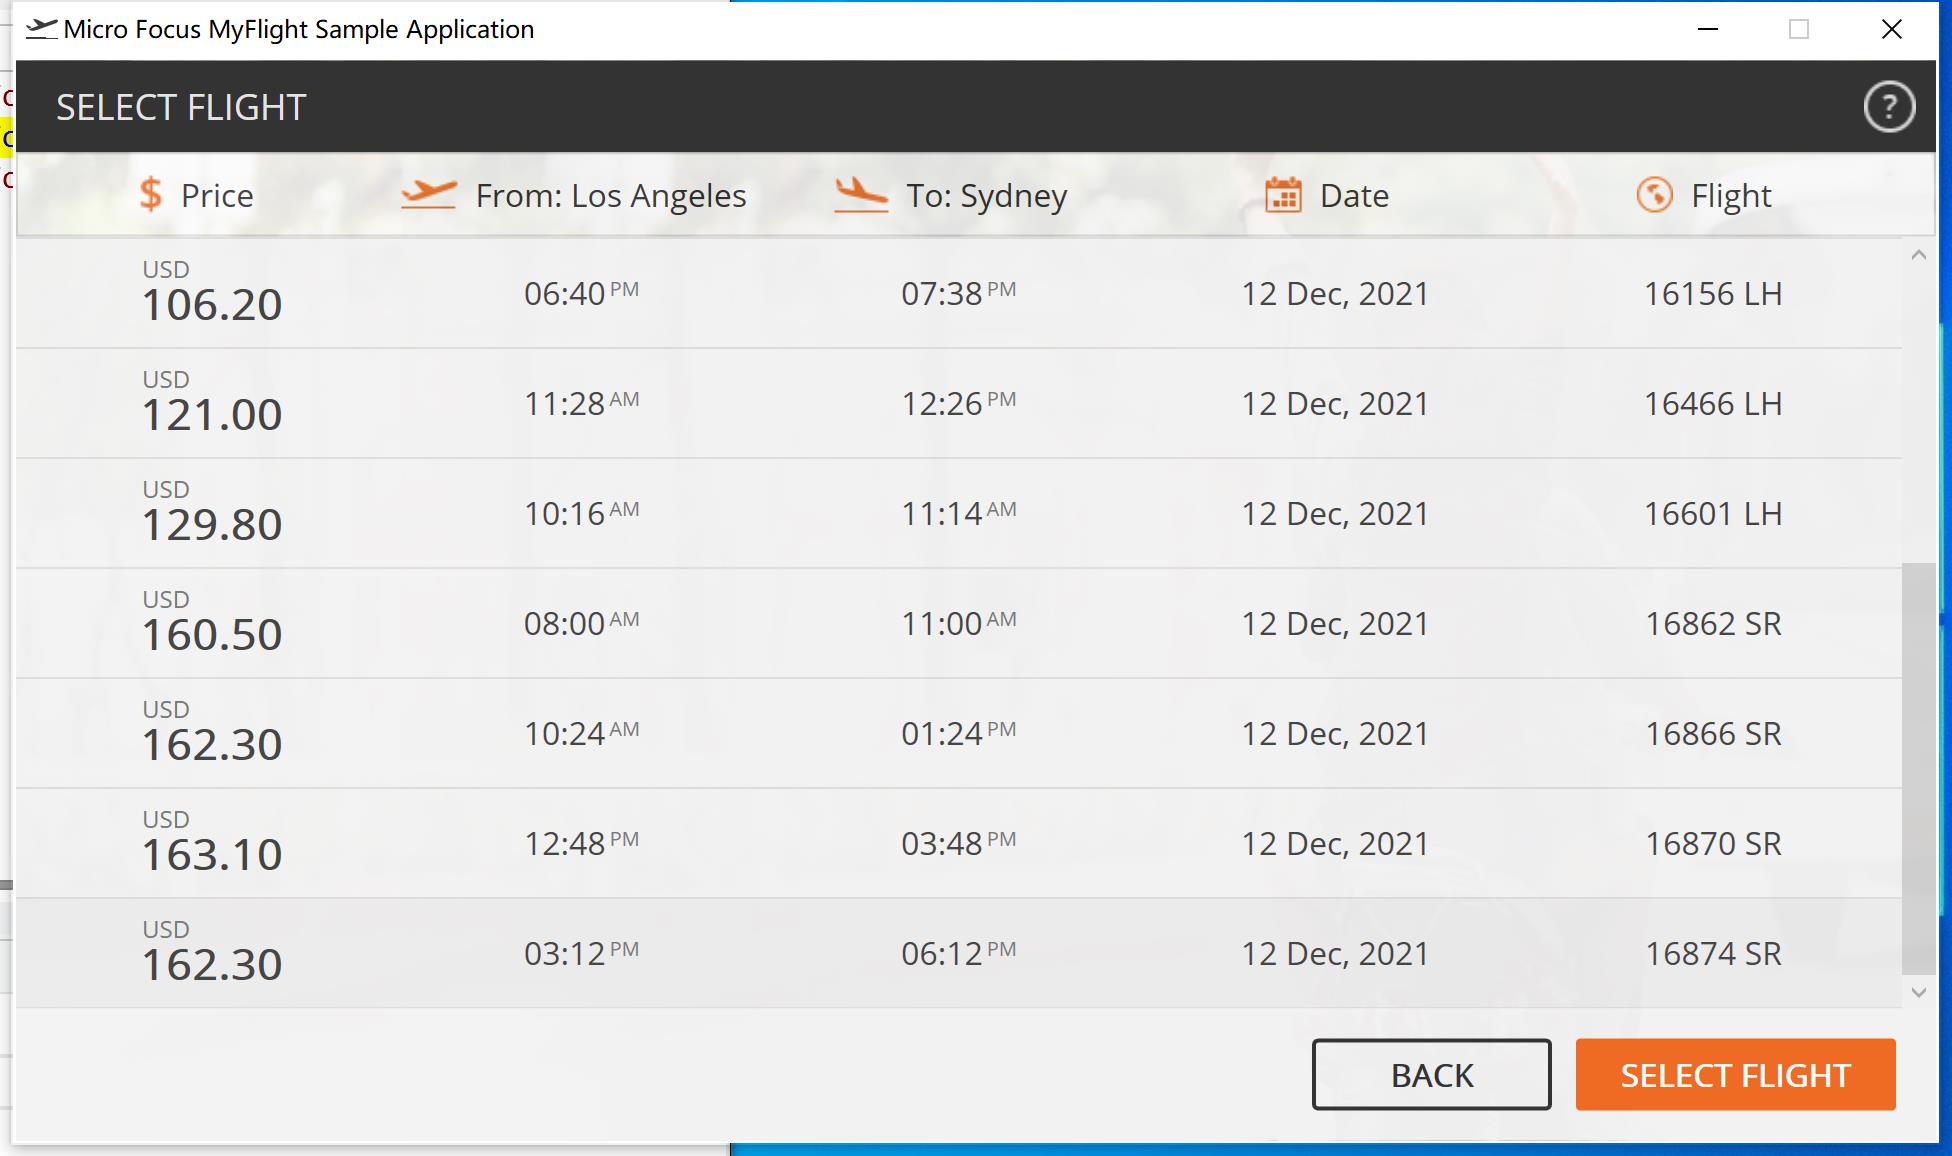 Micro Focus MyFlight Sample Application
SELECT FLIGHT
?
$ Price From: Los Angeles To: Sydney Date Flight
USD
106.20 06:40 PM 07:38 PM 12 Dec, 2021 16156 LH
USD
121.00 11:28 AM 12:26 PM 12 Dec, 2021 16466 LH
USD
129.80 10:16 AM 11:14 AM 12 Dec, 2021 16601 LH
USD
160.50 08:00 AM 11:00 AM 12 Dec, 2021 16862 SR
USD
162.30 10:24 AM 01:24 PM 12 Dec, 2021 16866 SR
USD
163.10 12:48 PM 03:48 PM 12 Dec, 2021 16870 SR
USD
162.30 03:12 PM 06:12 PM 12 Dec, 2021 16874 SR
BACK SELECT FLIGHT